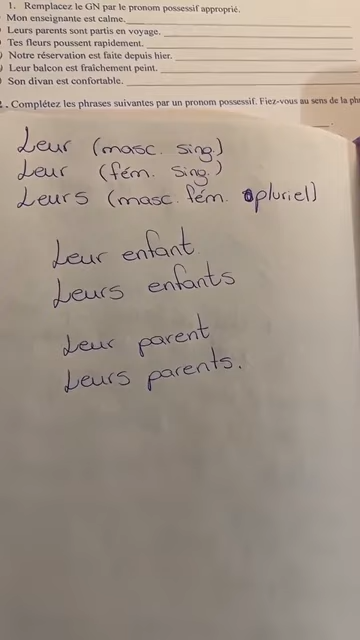 1. Remplacez le GN par le pronom possessif approprié.
Mon enseignante est calme.
Leurs parents sont partis en voyage.
Tes fleurs poussent rapidement.
Notre réservation est faite depuis hier.
Leur balcon est fraîchement peint.
Son divan est confortable.
. Complétez les phrases suivantes par un pronom possessif. Fiez-vous au sens de la
Leur (masc. sing.)
Leur (fém. sing.)
Leurs (masc. fém. pluriel)
Leur enfant.
Leurs enfants
Leur parent
Leurs parents.